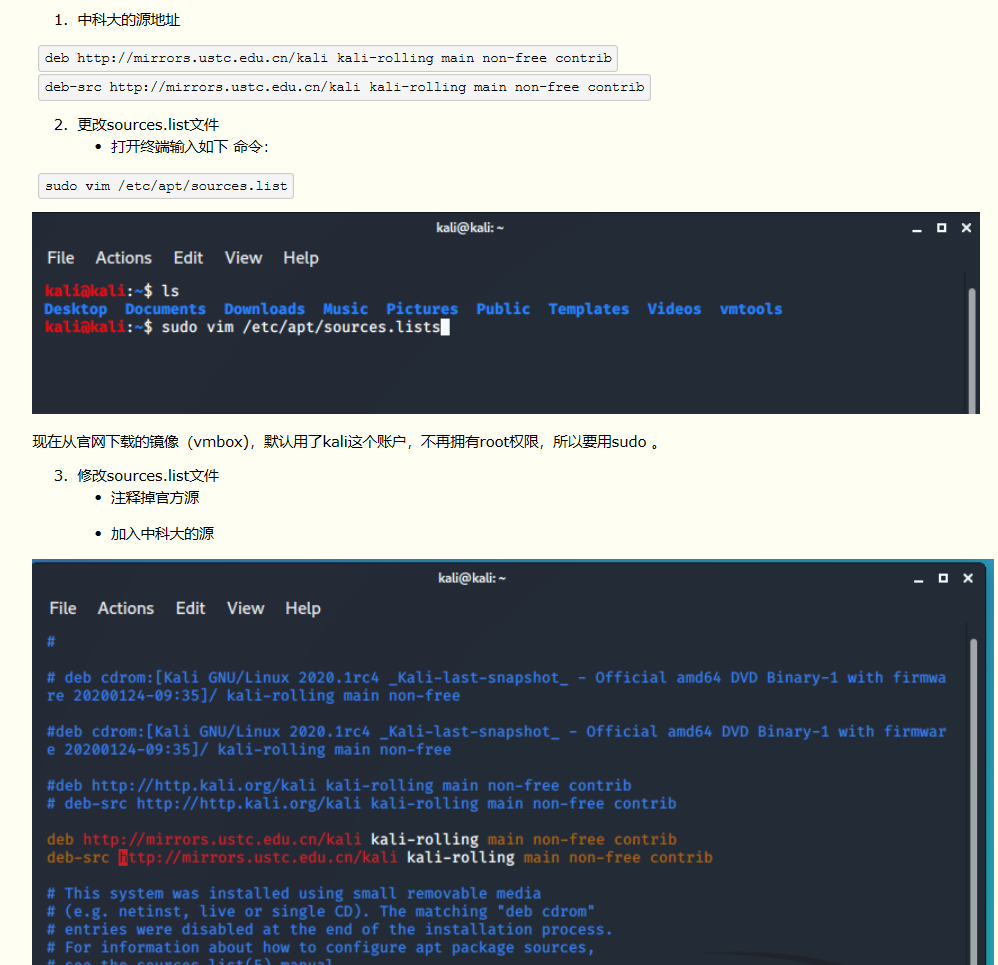 1. 中科大的源地址
deb http://mirrors.ustc.edu.cn/kali kali-rolling main non-free contrib
deb-src http://mirrors.ustc.edu.cn/kali kali-rolling main non-free contrib
2. 更改sources.list文件
• 打开终端输入如下 命令：
sudo vim /etc/apt/sources.list
kali@kali: ~
File Actions Edit View Help
kali@kali:~$ ls
Desktop Documents Downloads Music Pictures Public Templates Videos vmtools
kali@kali:~$ sudo vim /etc/apt/sources.lists
现在从官网下载的镜像（vmbox），默认用了kali这个账户，不再拥有root权限，所以要用sudo 。
3. 修改sources.list文件
• 注释掉官方源
• 加入中科大的源
kali@kali: ~
File Actions Edit View Help
#
# deb cdrom:[Kali GNU/Linux 2020.1rc4 _Kali-last-snapshot_ - Official amd64 DVD Binary-1 with firmwa
re 20200124-09:35]/ kali-rolling main non-free
#deb cdrom:[Kali GNU/Linux 2020.1rc4 _Kali-last-snapshot_ - Official amd64 DVD Binary-1 with firmwar
e 20200124-09:35]/ kali-rolling main non-free
#deb http://http.kali.org/kali kali-rolling main non-free contrib
# deb-src http://http.kali.org/kali kali-rolling main non-free contrib
deb http://mirrors.ustc.edu.cn/kali kali-rolling main non-free contrib
deb-src http://mirrors.ustc.edu.cn/kali kali-rolling main non-free contrib
# This system was installed using small removable media
# (e.g. netinst, live or single CD). The matching "deb cdrom"
# entries were disabled at the end of the installation process.
# For information about how to configure apt package sources,
# see the sources.list(5) manual.